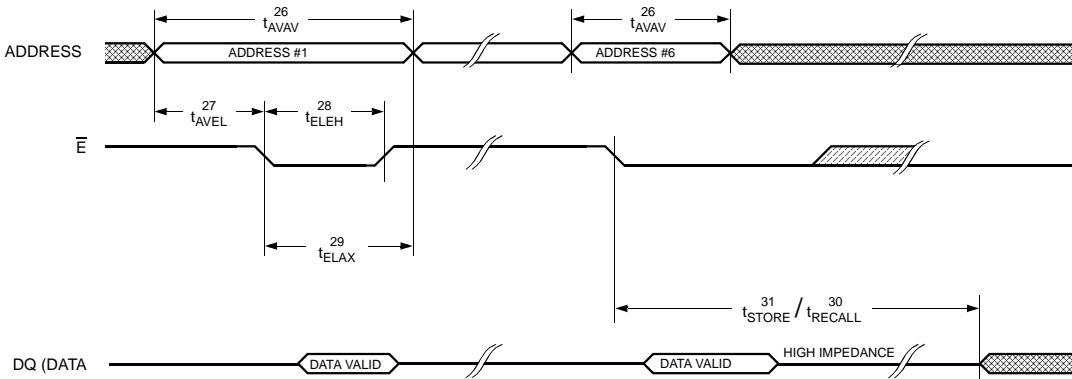 26
tAVAV
26
tAVAV
ADDRESS
ADDRESS #1
ADDRESS #6
27
tAVEL
28
tELEH
E
29
tELAX
31
tSTORE / 30
tRECALL
DQ (DATA
DATA VALID
DATA VALID
HIGH IMPEDANCE